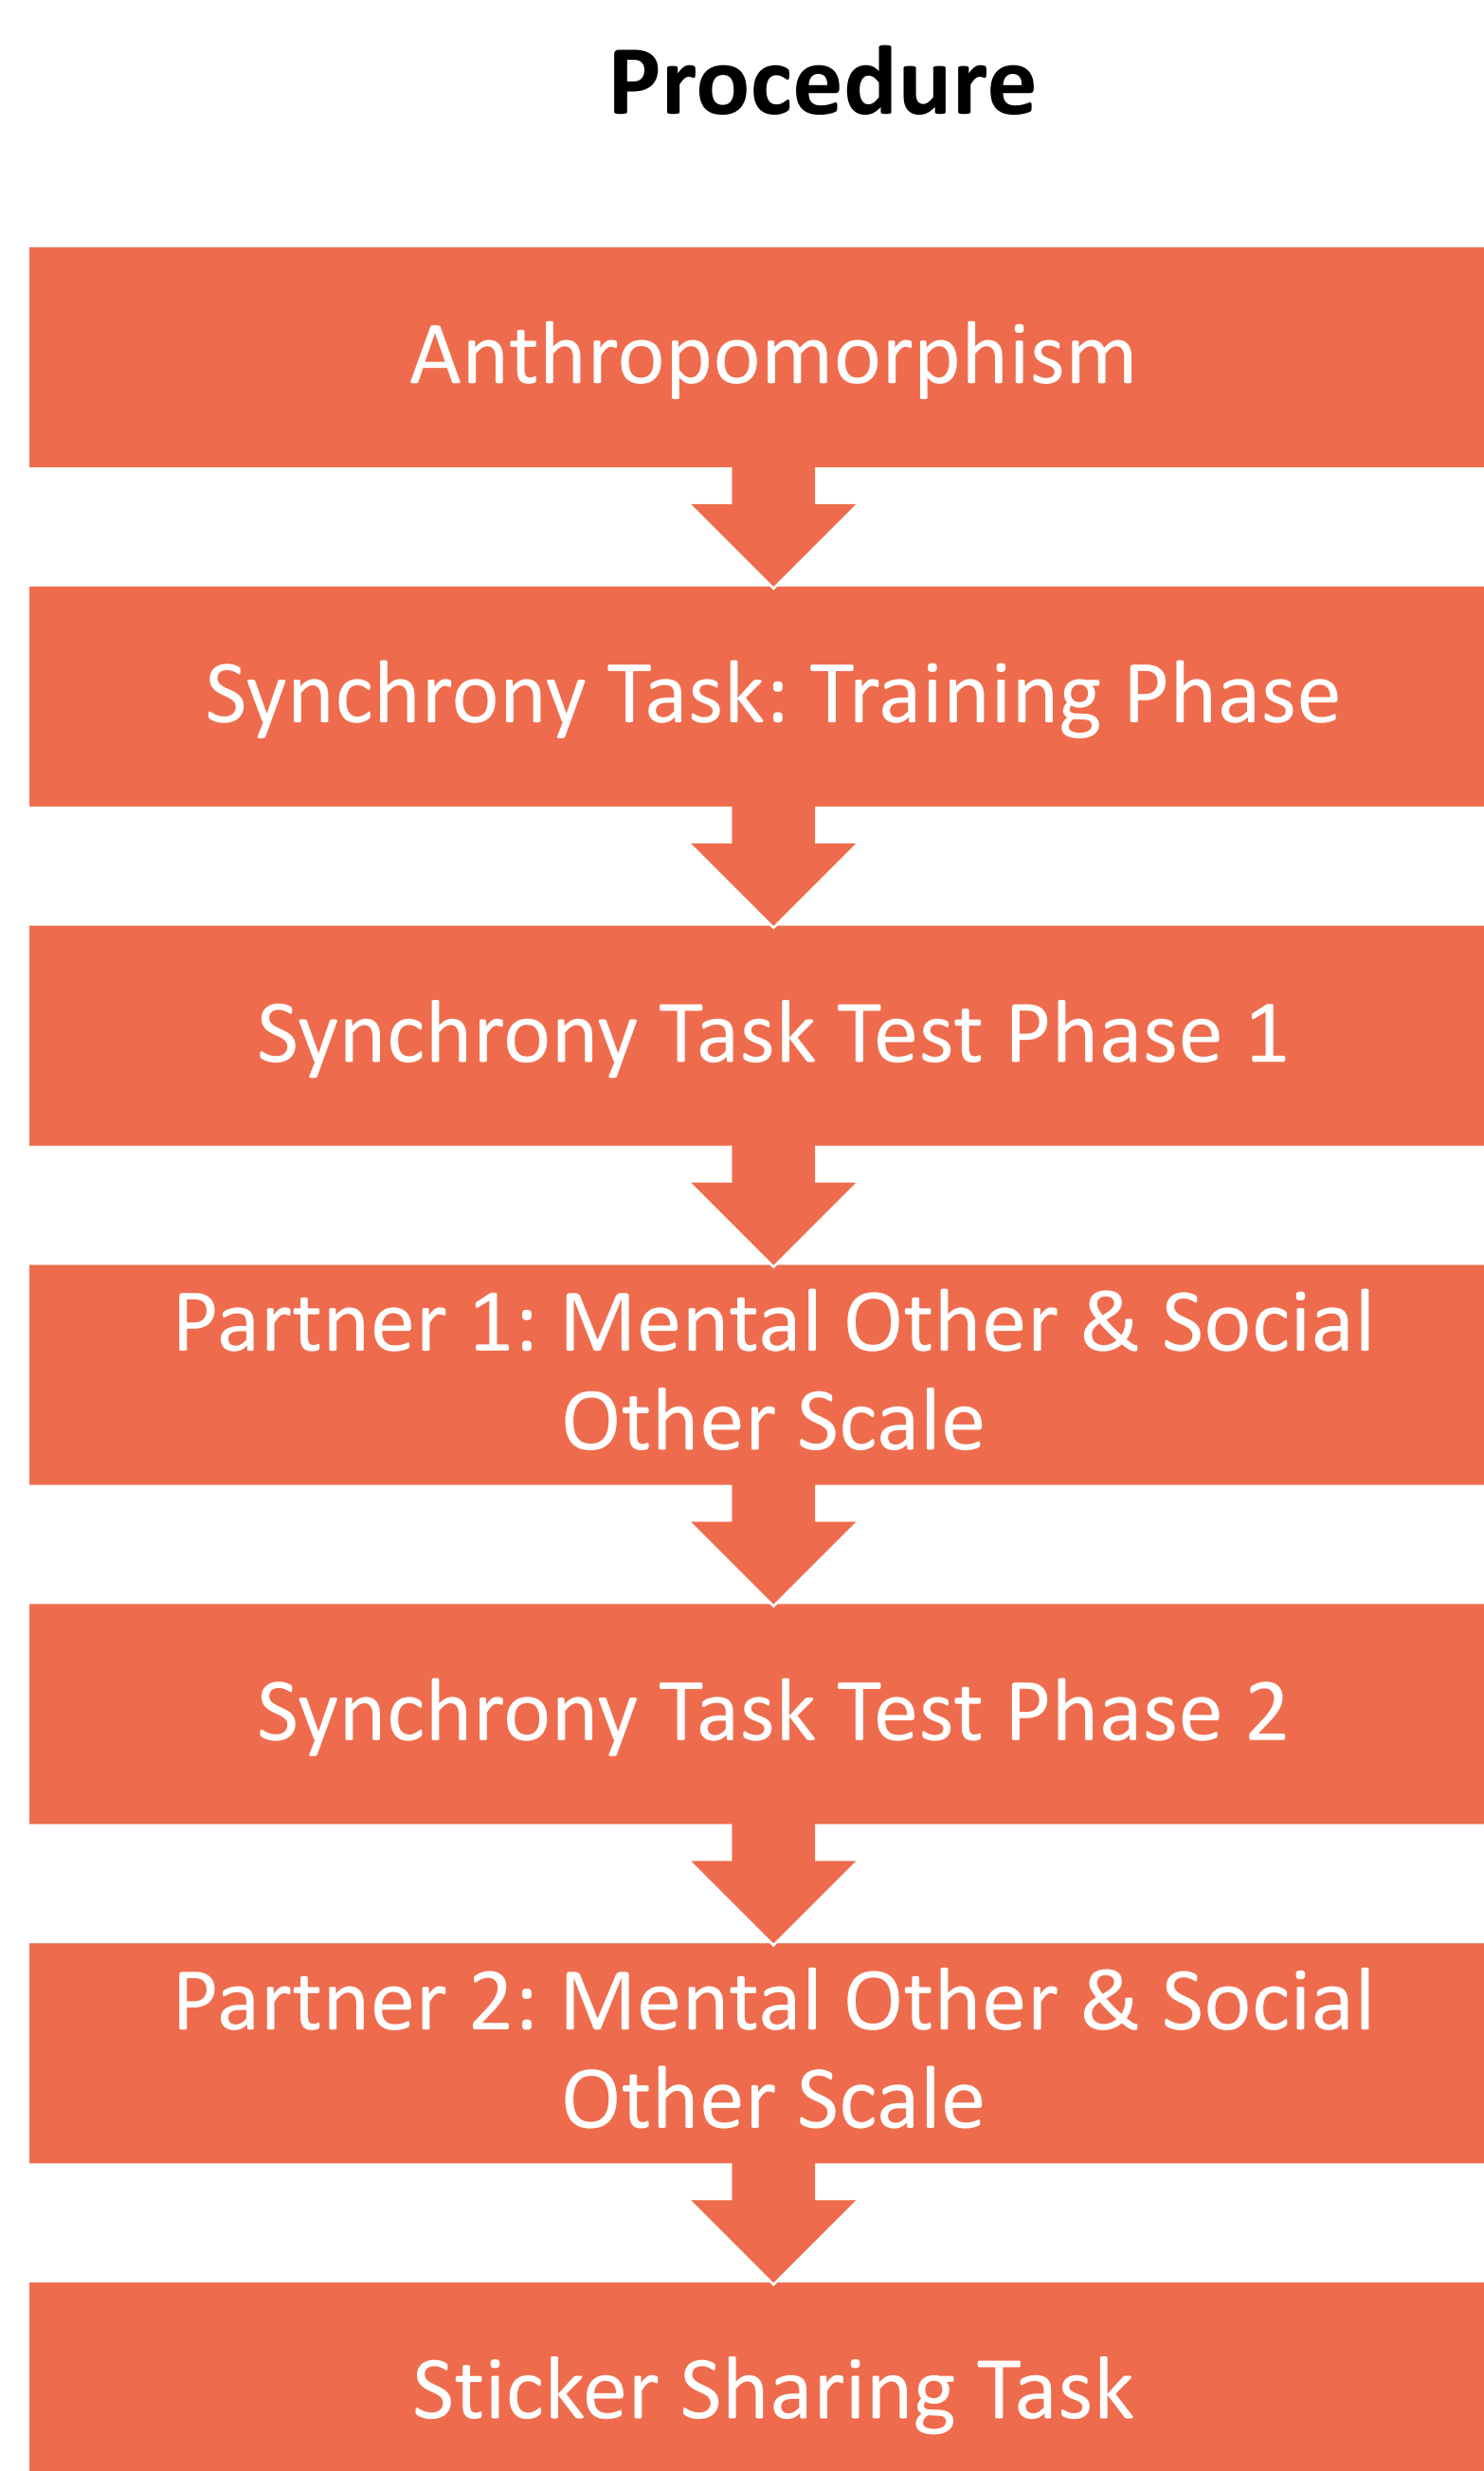 Procedure
Anthropomorphism
Synchrony Task: Training Phase
Synchrony Task Test Phase 1
Partner 1: Mental Other & Social
Other Scale
Synchrony Task Test Phase 2
Partner 2: Mental Other & Social
Other Scale
Sticker Sharing Task